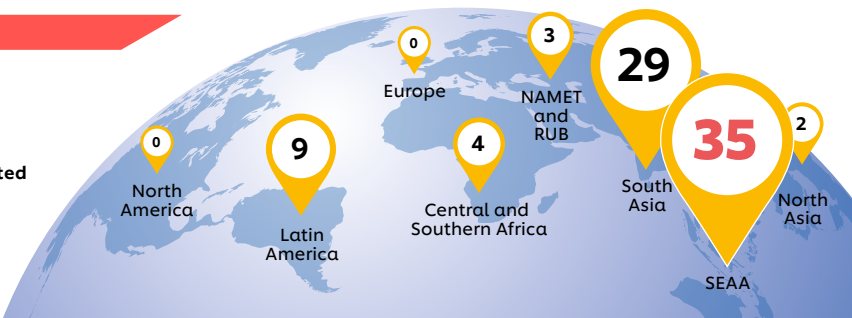 0
Europe
3
NAMET
and
RUB
29
South
Asia
35
SEAA
2
North
Asia
0
North
America
9
Latin
America
4
Central and
Southern Africa